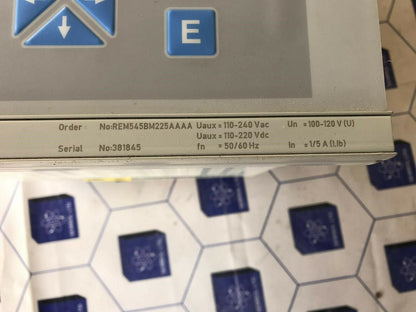 E
Order No:REM545BM225AAAA Uaux = 110-240 Vac Un = 100-120 V (U)
Uaux = 110-220 Vdc
Serial No:381845 fn = 50/60 Hz In = 1/5 A (I,Ib)